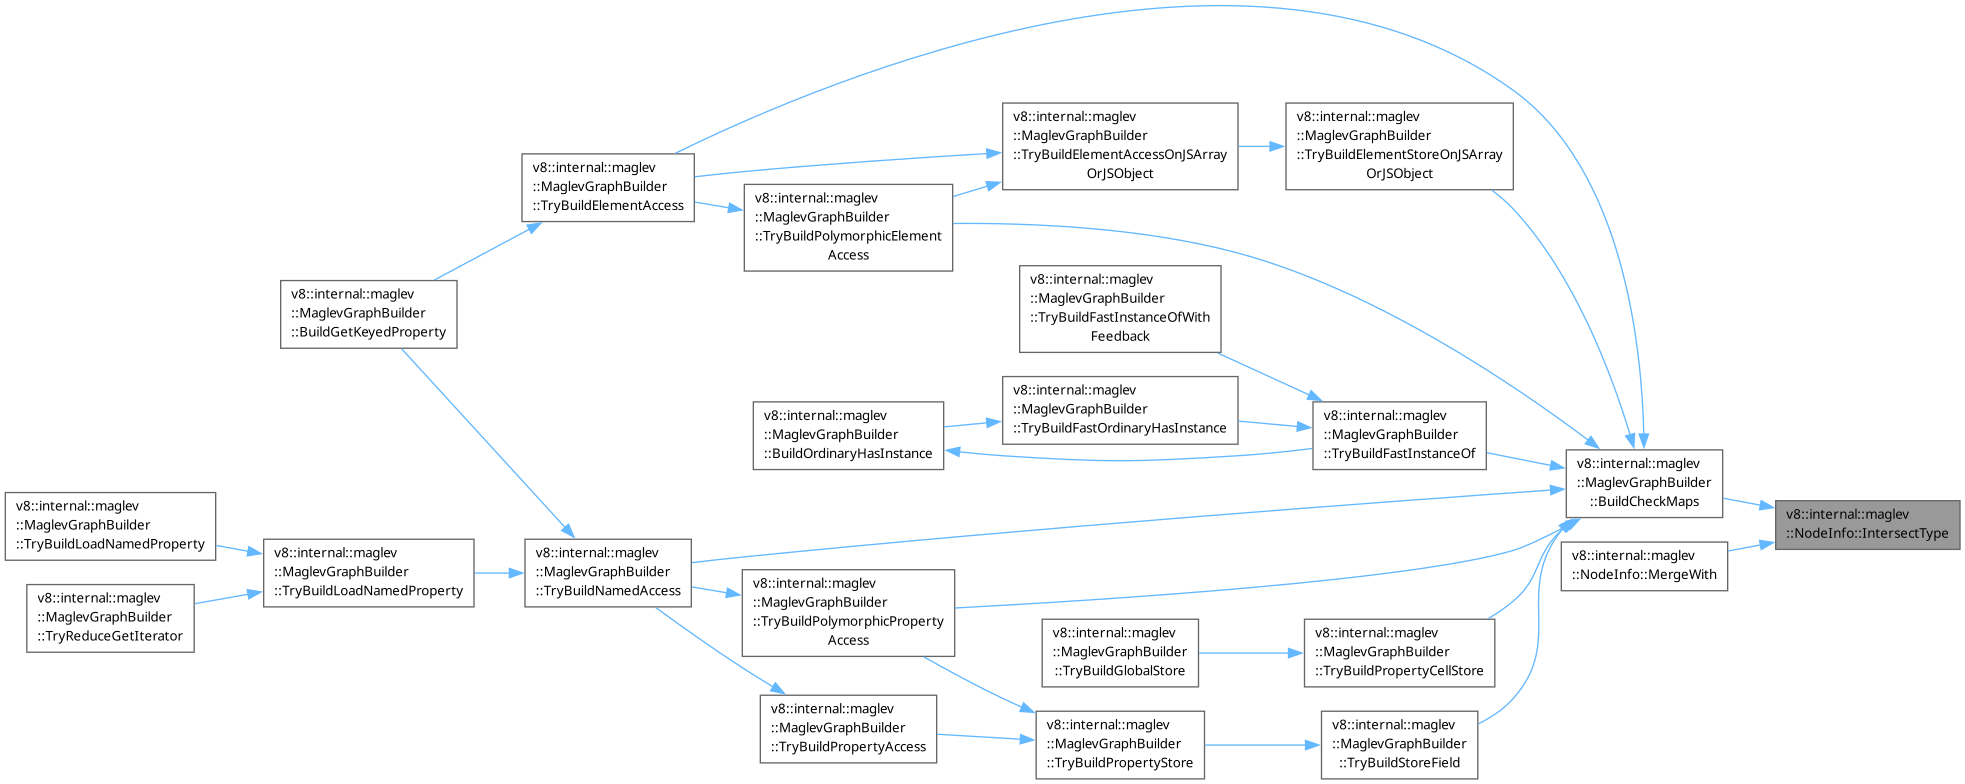 v8::internal::maglev
::MaglevGraphBuilder
::TryBuildElementAccessOnJSArray
OrJSObject
v8::internal::maglev
::MaglevGraphBuilder
::TryBuildElementStoreOnJSArray
OrJSObject
v8::internal::maglev
::MaglevGraphBuilder
::TryBuildElementAccess
v8::internal::maglev
::MaglevGraphBuilder
::TryBuildPolymorphicElement
Access
v8::internal::maglev
::MaglevGraphBuilder
::BuildGetKeyedProperty
v8::internal::maglev
::MaglevGraphBuilder
::TryBuildFastInstanceOfWith
Feedback
v8::internal::maglev
::MaglevGraphBuilder
::TryBuildFastOrdinaryHasInstance
v8::internal::maglev
::MaglevGraphBuilder
::BuildOrdinaryHasInstance
v8::internal::maglev
::MaglevGraphBuilder
::TryBuildFastInstanceOf
v8::internal::maglev
::MaglevGraphBuilder
::BuildCheckMaps
v8::internal::maglev
::NodeInfo::IntersectType
v8::internal::maglev
::NodeInfo::MergeWith
v8::internal::maglev
::MaglevGraphBuilder
::TryBuildLoadNamedProperty
v8::internal::maglev
::MaglevGraphBuilder
::TryBuildLoadNamedProperty
v8::internal::maglev
::MaglevGraphBuilder
::TryBuildNamedAccess
v8::internal::maglev
::MaglevGraphBuilder
::TryReduceGetIterator
v8::internal::maglev
::MaglevGraphBuilder
::TryBuildPolymorphicProperty
Access
v8::internal::maglev
::MaglevGraphBuilder
::TryBuildGlobalStore
v8::internal::maglev
::MaglevGraphBuilder
::TryBuildPropertyCellStore
v8::internal::maglev
::MaglevGraphBuilder
::TryBuildPropertyAccess
v8::internal::maglev
::MaglevGraphBuilder
::TryBuildPropertyStore
v8::internal::maglev
::MaglevGraphBuilder
::TryBuildStoreField